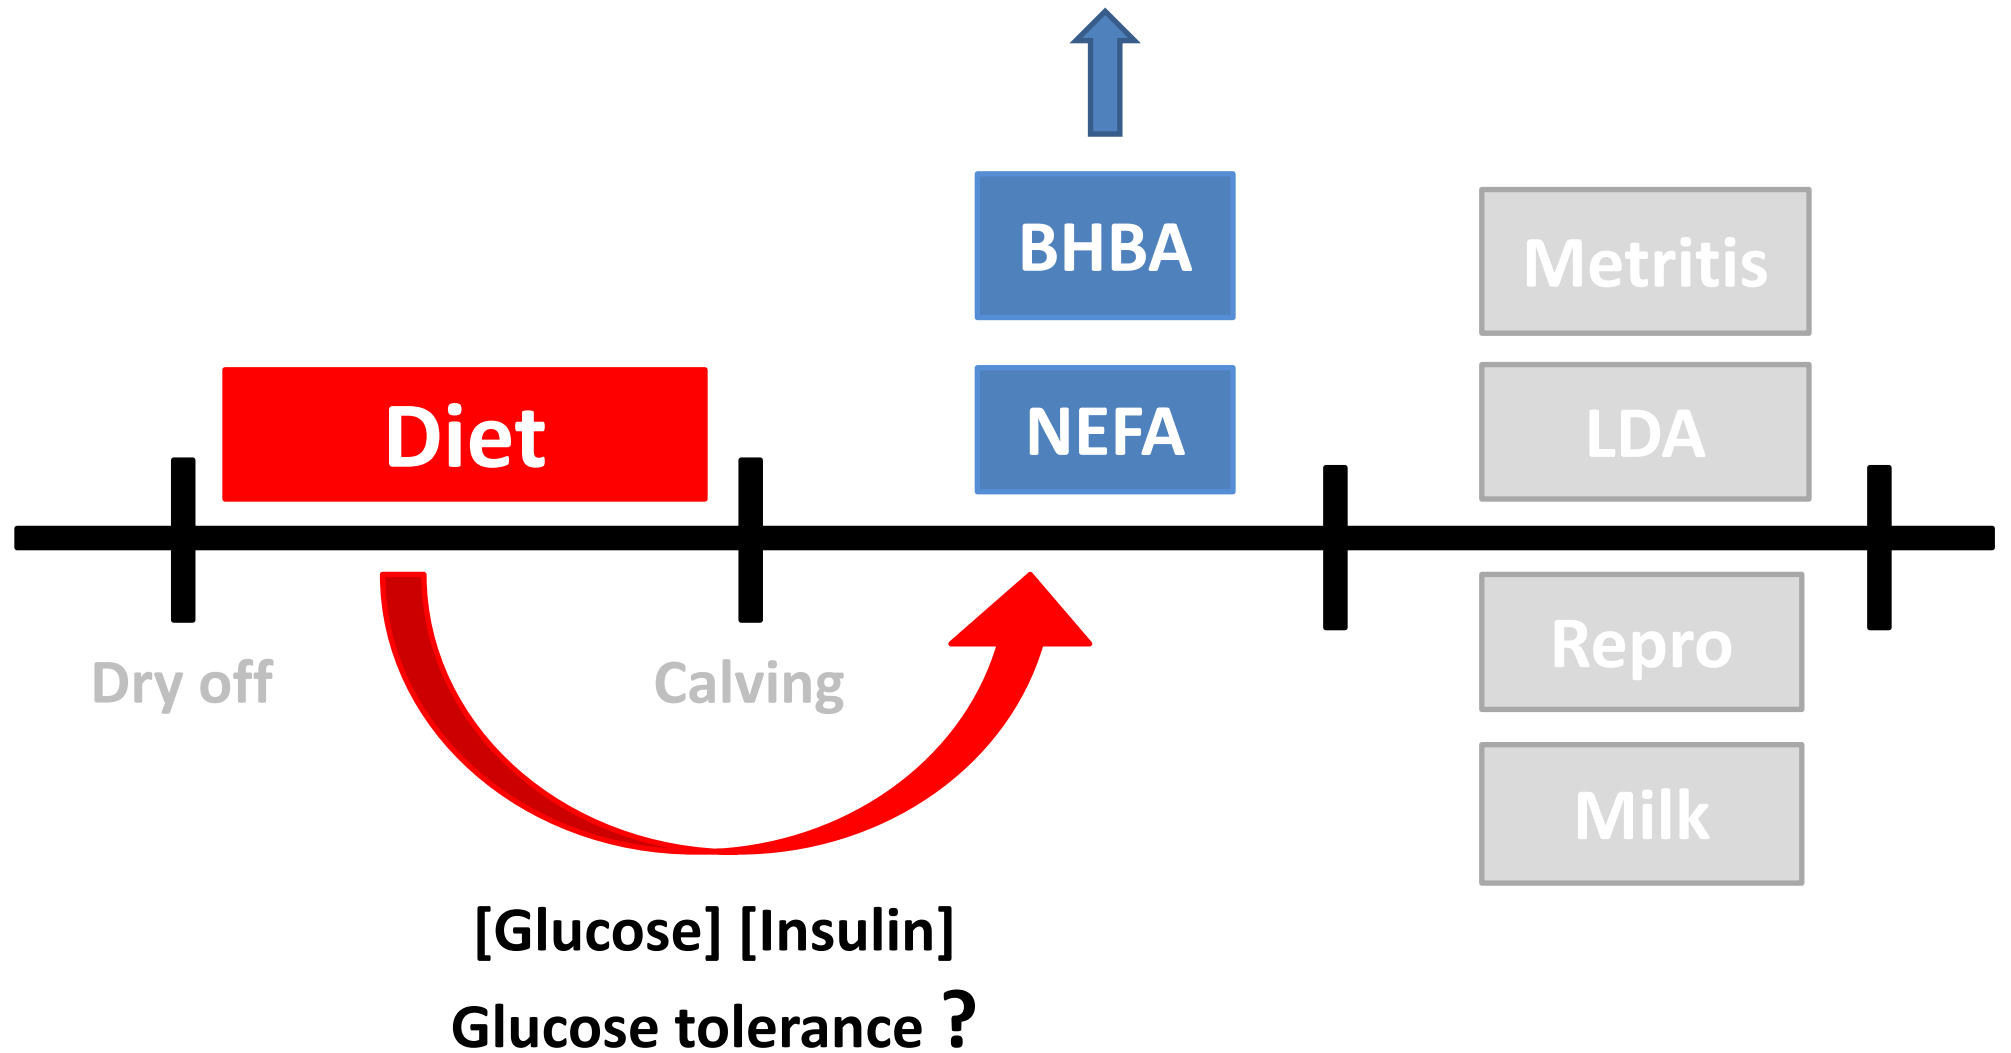 BHBA
Metritis
Diet
NEFA
LDA
Dry off
Calving
Repro
Milk
[Glucose] [Insulin]
Glucose tolerance ?